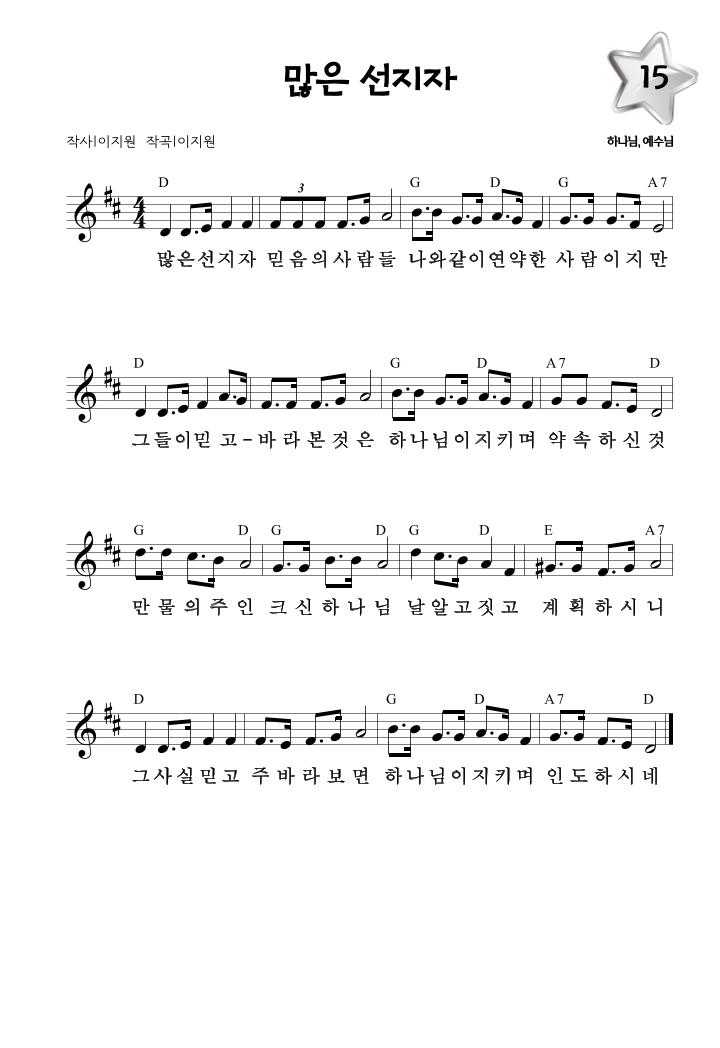 많은 선지자
15
작사|이지원 작곡|이지원
하나님, 예수님
D G D G A7
3
많은선지자 믿음의사람들 나와같이연약한 사람이지만
D G D A7 D
그들이믿고-바라본것은 하나님이지키며 약속하신것
G D G D G D E A7
만물의주인 크신하나님 날알고짓고 계획하시니
D G D A7 D
그사실믿고 주바라보면 하나님이지키며 인도하시네